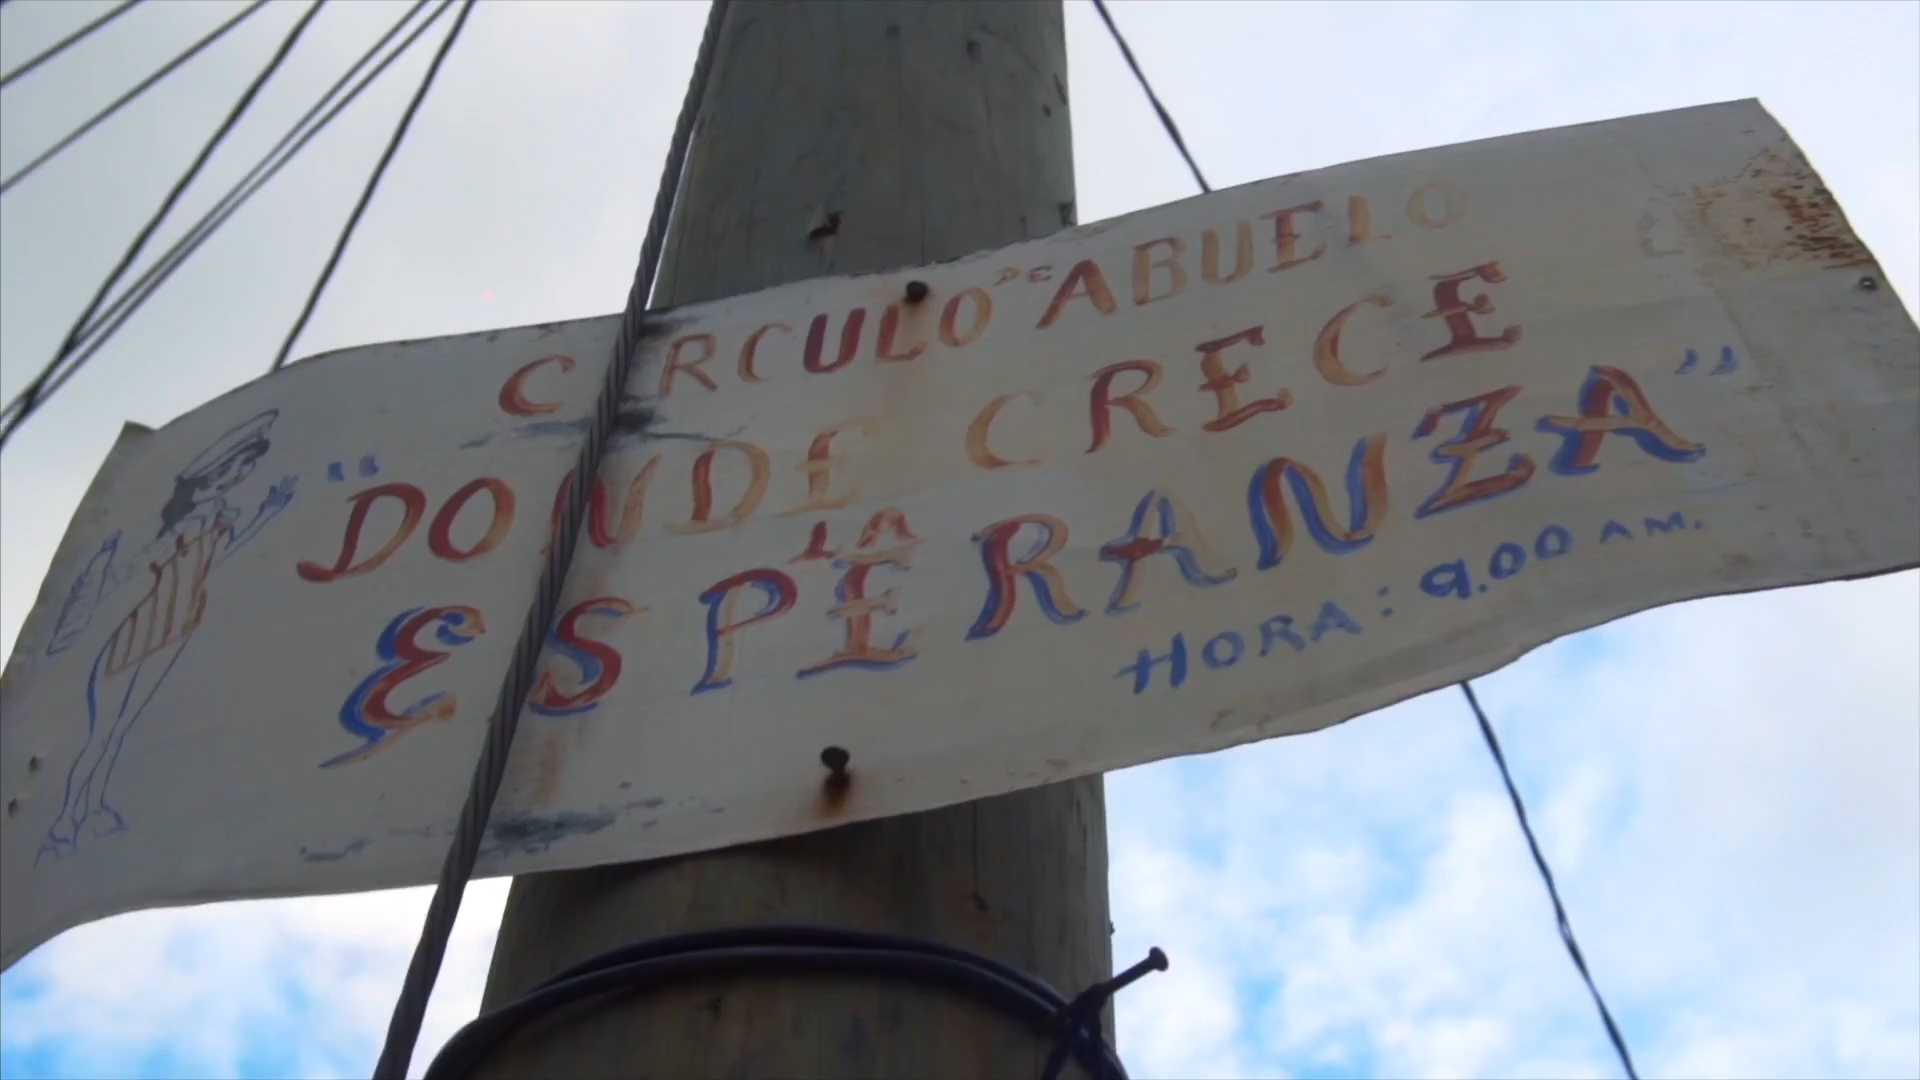 CIRCULO DE ABUELO
"DONDE CRECE
LA
ESPERANZA"
HORA: 9.00 AM.